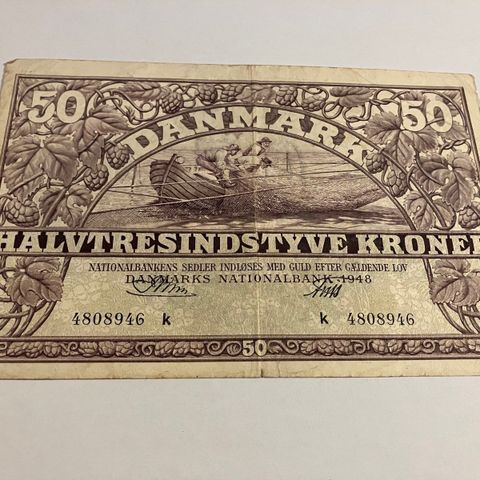 50 50
DANMARK
HALVTRESINDSTYVE KRONER
NATIONALBANKENS SEDLER INDLØSES MED GULD EFTER GÆLDENDE LOV
DANMARKS NATIONALBANK 1948
4808946 k k 4808946
50